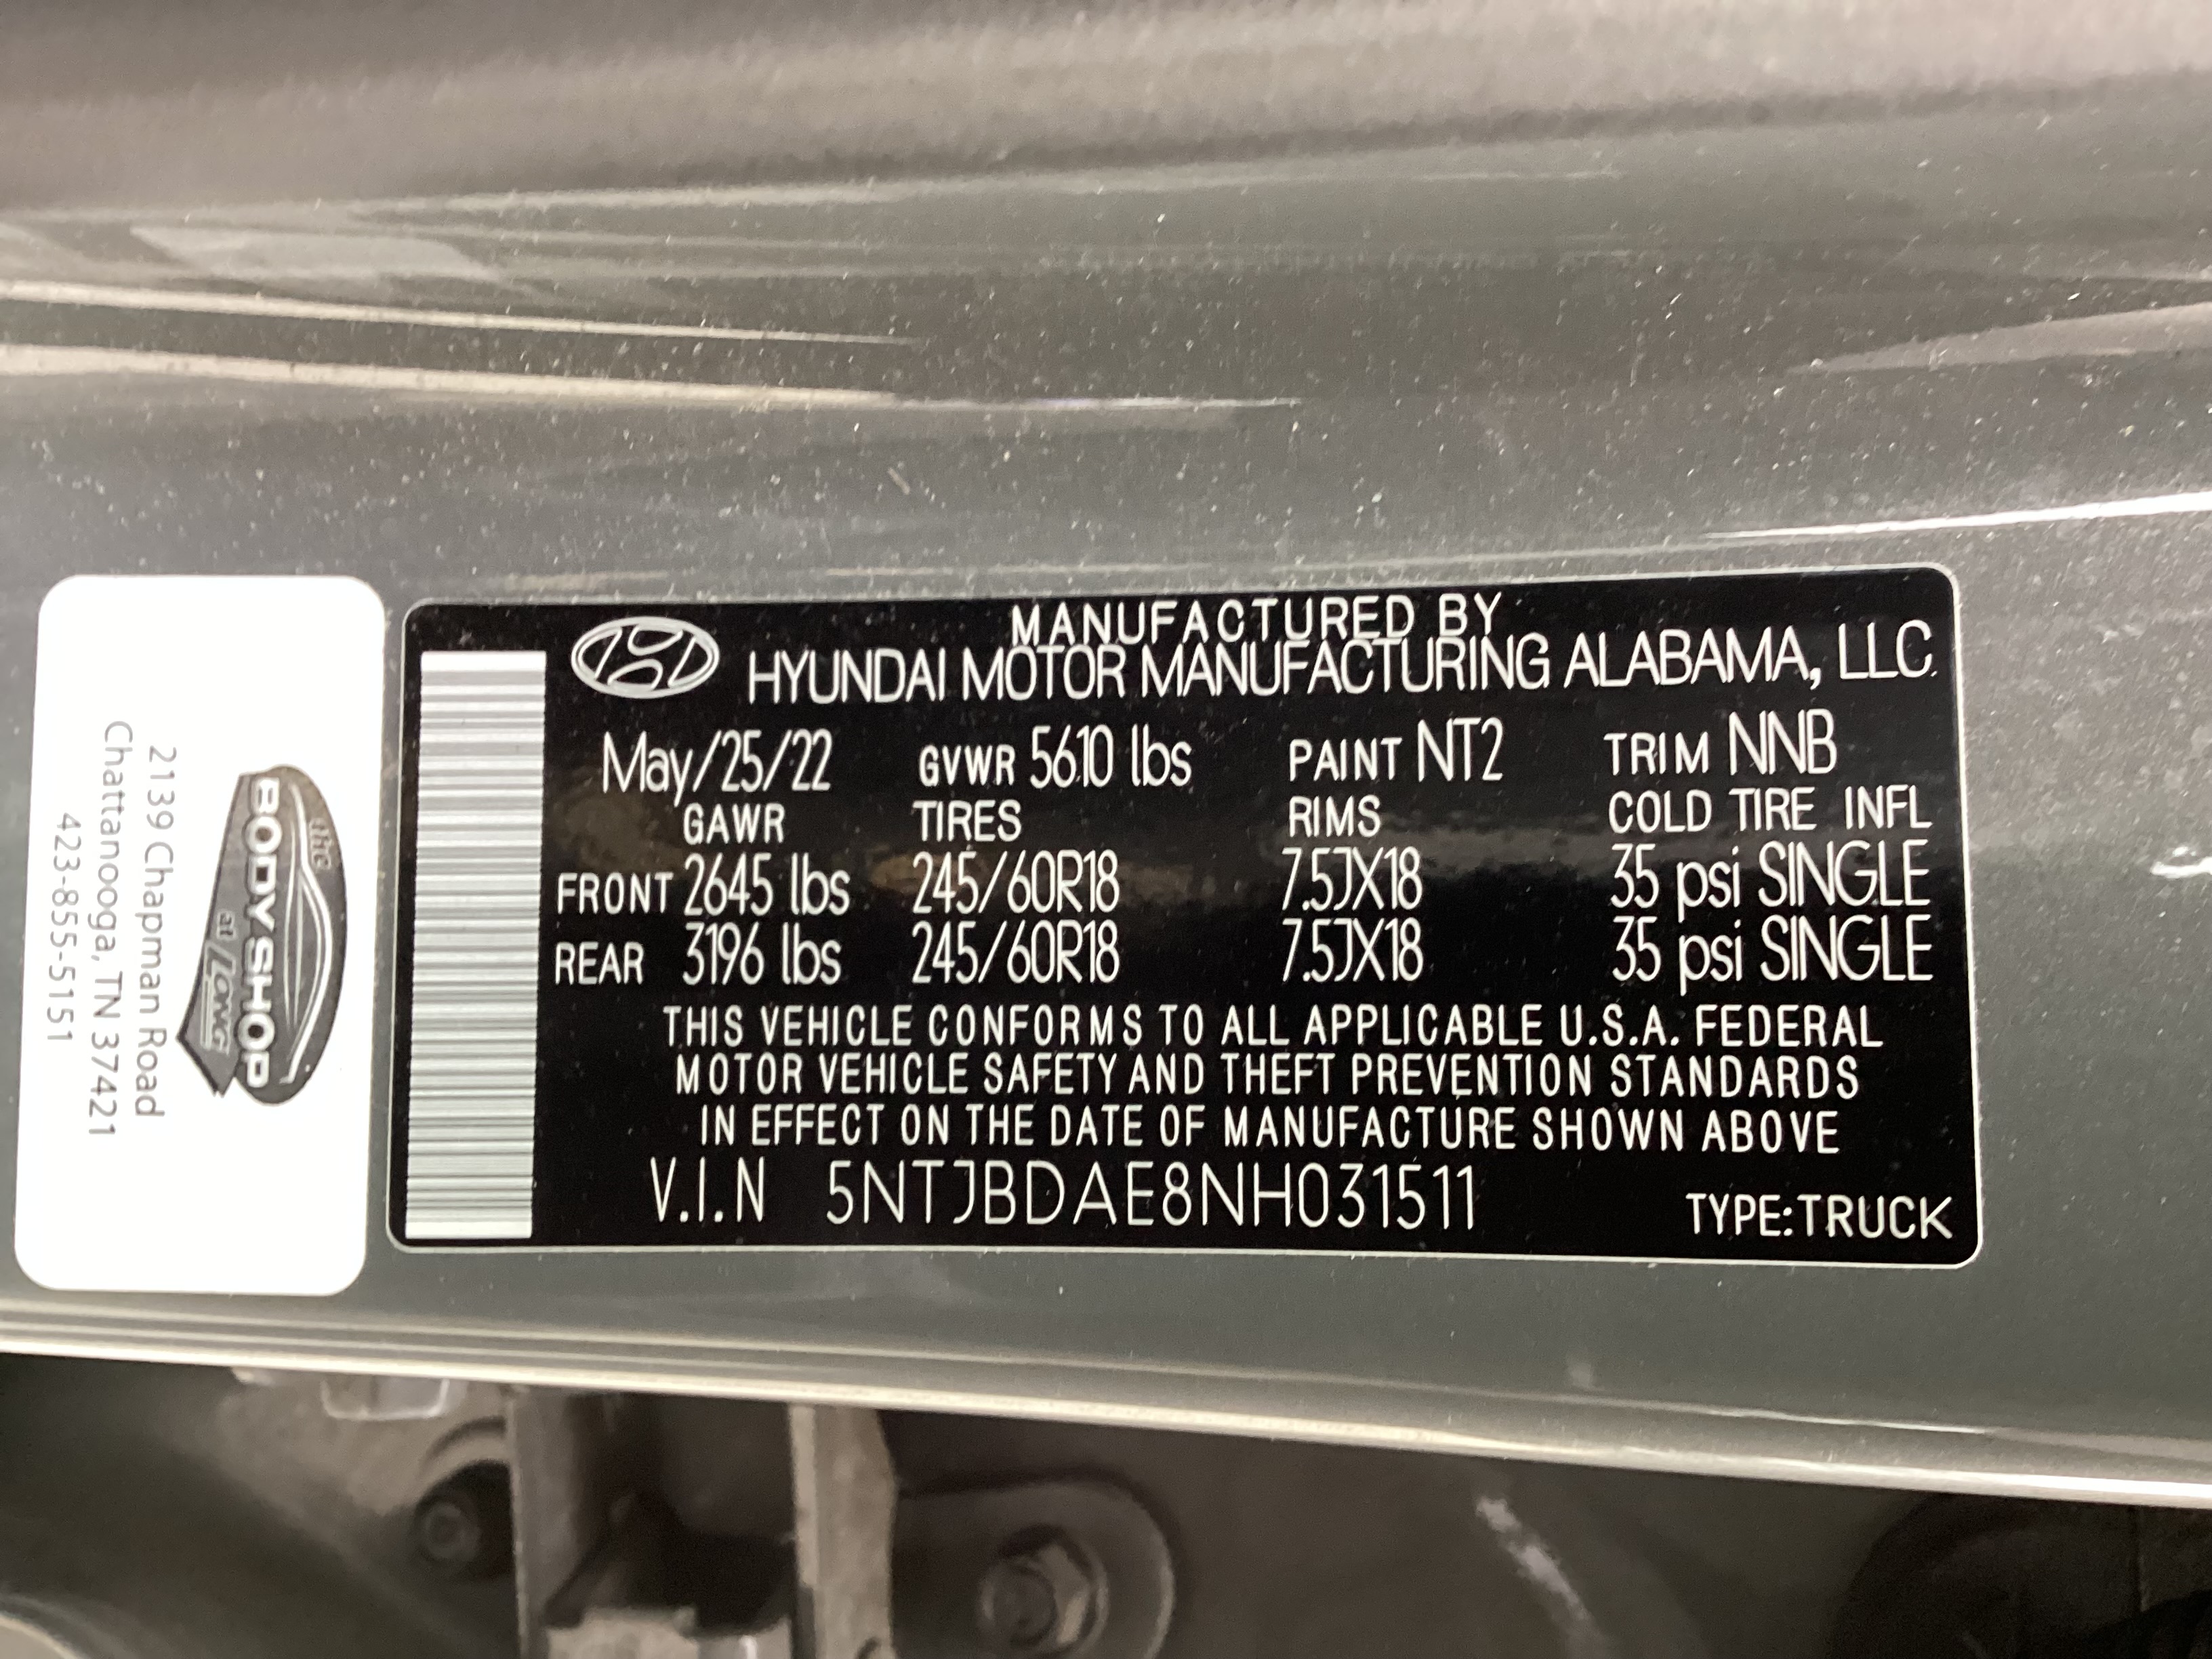 MANUFACTURED BY
HYUNDAI MOTOR MANUFACTURING ALABAMA, LLC.
May/25/22 GVWR 5610 lbs PAINT NT2 TRIM NNB
GAWR TIRES RIMS COLD TIRE INFL
FRONT 2645 lbs 245/60R18 7.5JX18 35 psi SINGLE
REAR 3196 lbs 245/60R18 7.5JX18 35 psi SINGLE
THIS VEHICLE CONFORMS TO ALL APPLICABLE U.S.A. FEDERAL
MOTOR VEHICLE SAFETY AND THEFT PREVENTION STANDARDS
IN EFFECT ON THE DATE OF MANUFACTURE SHOWN ABOVE
V.I.N 5NTJBDAE8NH031511 TYPE:TRUCK
the
BODY SHOP
at LONG
2139 Chapman Road
Chattanooga, TN 37421
423-855-5151